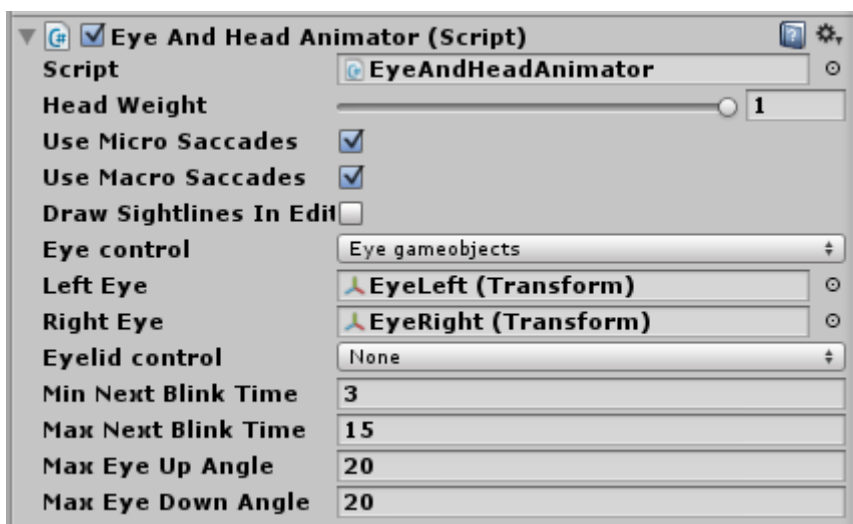 Eye And Head Animator (Script)
Script EyeAndHeadAnimator
Head Weight 1
Use Micro Saccades
Use Macro Saccades
Draw Sightlines In Edit
Eye control Eye gameobjects
Left Eye EyeLeft (Transform)
Right Eye EyeRight (Transform)
Eyelid control None
Min Next Blink Time 3
Max Next Blink Time 15
Max Eye Up Angle 20
Max Eye Down Angle 20